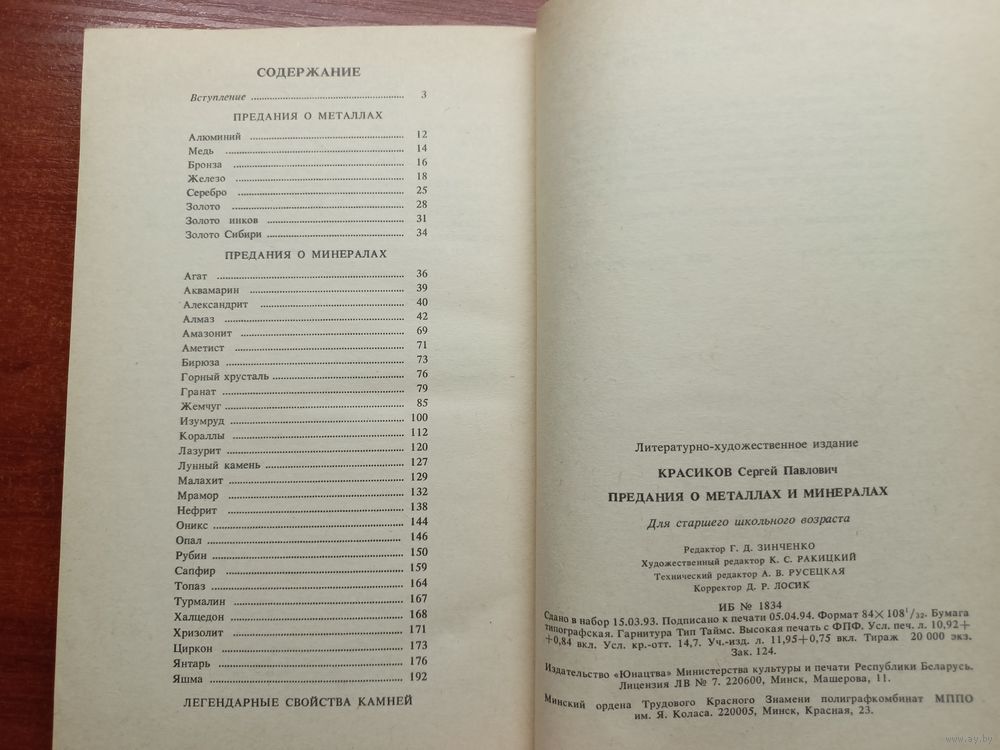 СОДЕРЖАНИЕ
Вступление ........ 3
ПРЕДАНИЯ О МЕТАЛЛАХ
Алюминий ........ 12
Медь ........ 14
Бронза ........ 16
Железо ........ 18
Серебро ........ 25
Золото ........ 28
Золото инков ........ 31
Золото Сибири ........ 34
ПРЕДАНИЯ О МИНЕРАЛАХ
Агат ........ 36
Аквамарин ........ 39
Александрит ........ 40
Алмаз ........ 42
Амазонит ........ 69
Аметист ........ 71
Бирюза ........ 73
Горный хрусталь ........ 76
Гранат ........ 79
Жемчуг ........ 85
Изумруд ........ 100
Кораллы ........ 112
Лазурит ........ 120
Лунный камень ........ 127
Малахит ........ 129
Мрамор ........ 132
Нефрит ........ 138
Оникс ........ 144
Опал ........ 146
Рубин ........ 150
Сапфир ........ 159
Топаз ........ 164
Турмалин ........ 167
Халцедон ........ 168
Хризолит ........ 171
Циркон ........ 173
Янтарь ........ 176
Яшма ........ 192
ЛЕГЕНДАРНЫЕ СВОЙСТВА КАМНЕЙ
Литературно-художественное издание
КРАСИКОВ Сергей Павлович
ПРЕДАНИЯ О МЕТАЛЛАХ И МИНЕРАЛАХ
Для старшего школьного возраста
Редактор Г. Д. ЗИНЧЕНКО
Художественный редактор К. С. РАКИЦКИЙ
Технический редактор А. В. РУСЕЦКАЯ
Корректор Д. Р. ЛОСИК
ИБ № 1834
Сдано в набор 15.03.93. Подписано к печати 05.04.94. Формат 84×108¹/₃₂. Бумага
типографская. Гарнитура Тип Таймс. Высокая печать с ФПФ. Усл. печ. л. 10,92+
+0,84 вкл. Усл. кр.-отт. 14,7. Уч.-изд. л. 11,95+0,75 вкл. Тираж 20 000 экз.
Зак. 124.
Издательство «Юнацтва» Министерства культуры и печати Республики Беларусь.
Лицензия ЛВ № 7. 220600, Минск, Машерова, 11.
Минский ордена Трудового Красного Знамени полиграфкомбинат МППО
им. Я. Коласа. 220005, Минск, Красная, 23.
www.ay.by